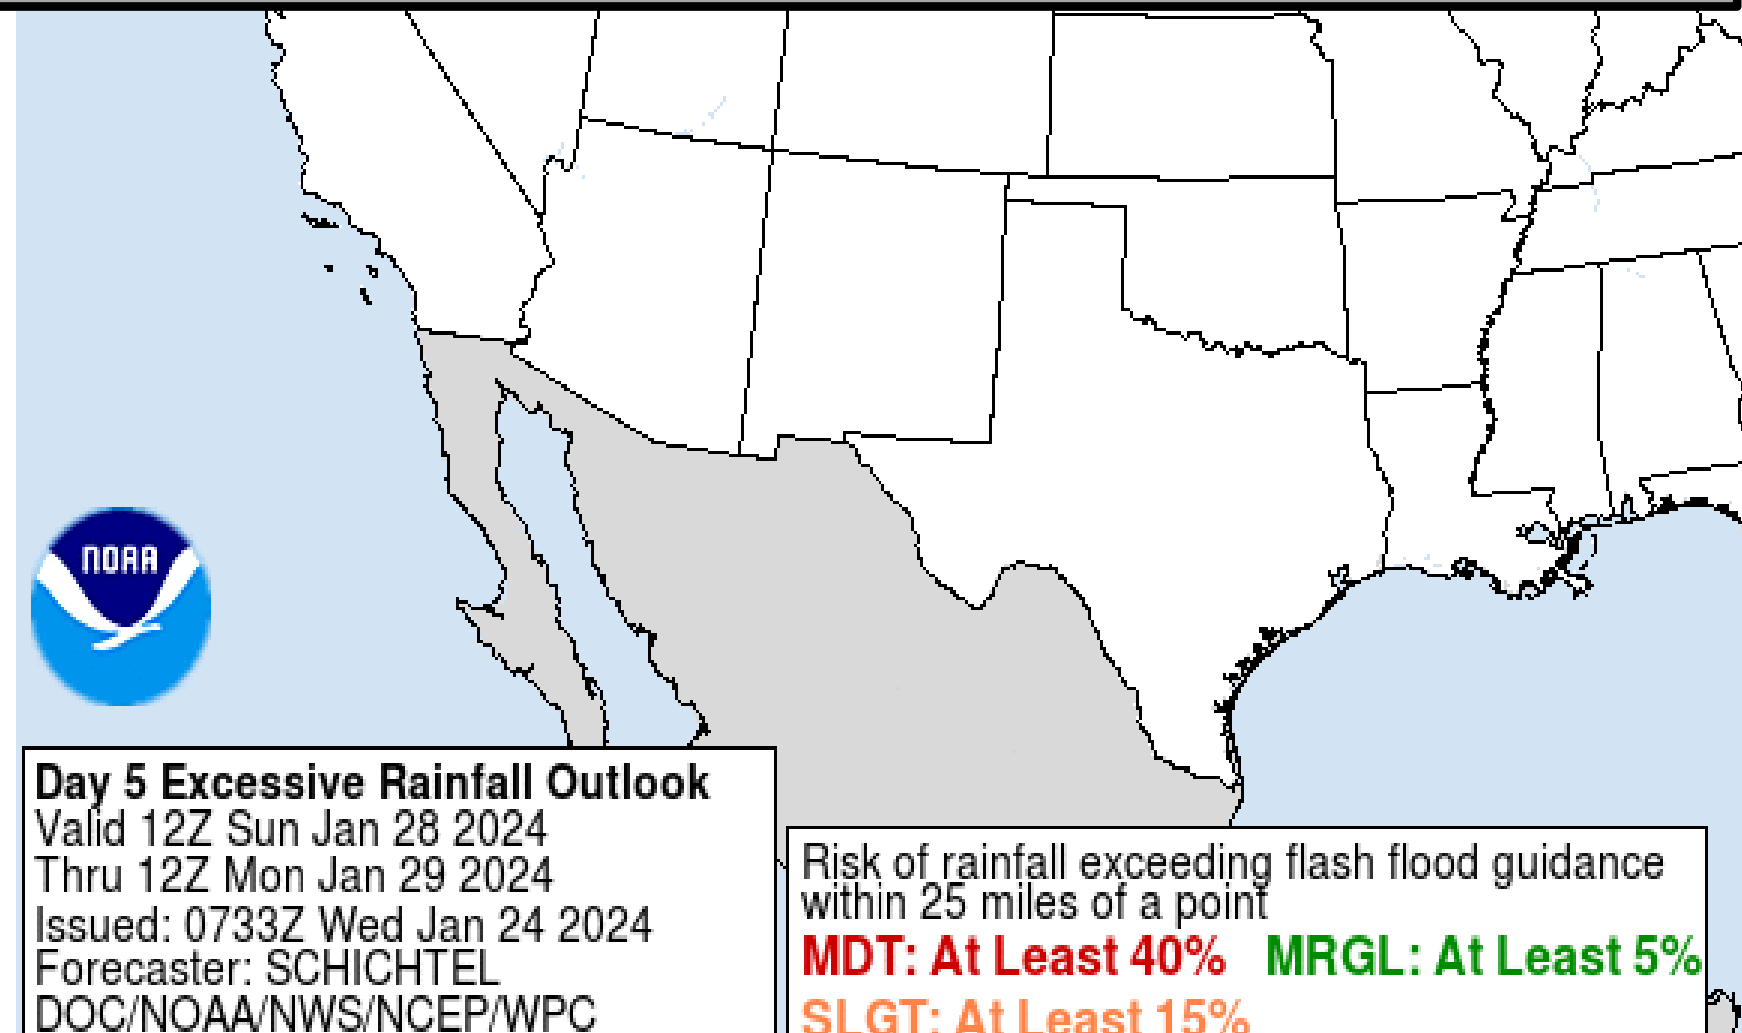 NOAA
Day 5 Excessive Rainfall Outlook
Valid 12Z Sun Jan 28 2024
Thru 12Z Mon Jan 29 2024
Issued: 0733Z Wed Jan 24 2024
Forecaster: SCHICHTEL
DOC/NOAA/NWS/NCEP/WPC
Risk of rainfall exceeding flash flood guidance
within 25 miles of a point
MDT: At Least 40% MRGL: At Least 5%
SLGT: At Least 15%